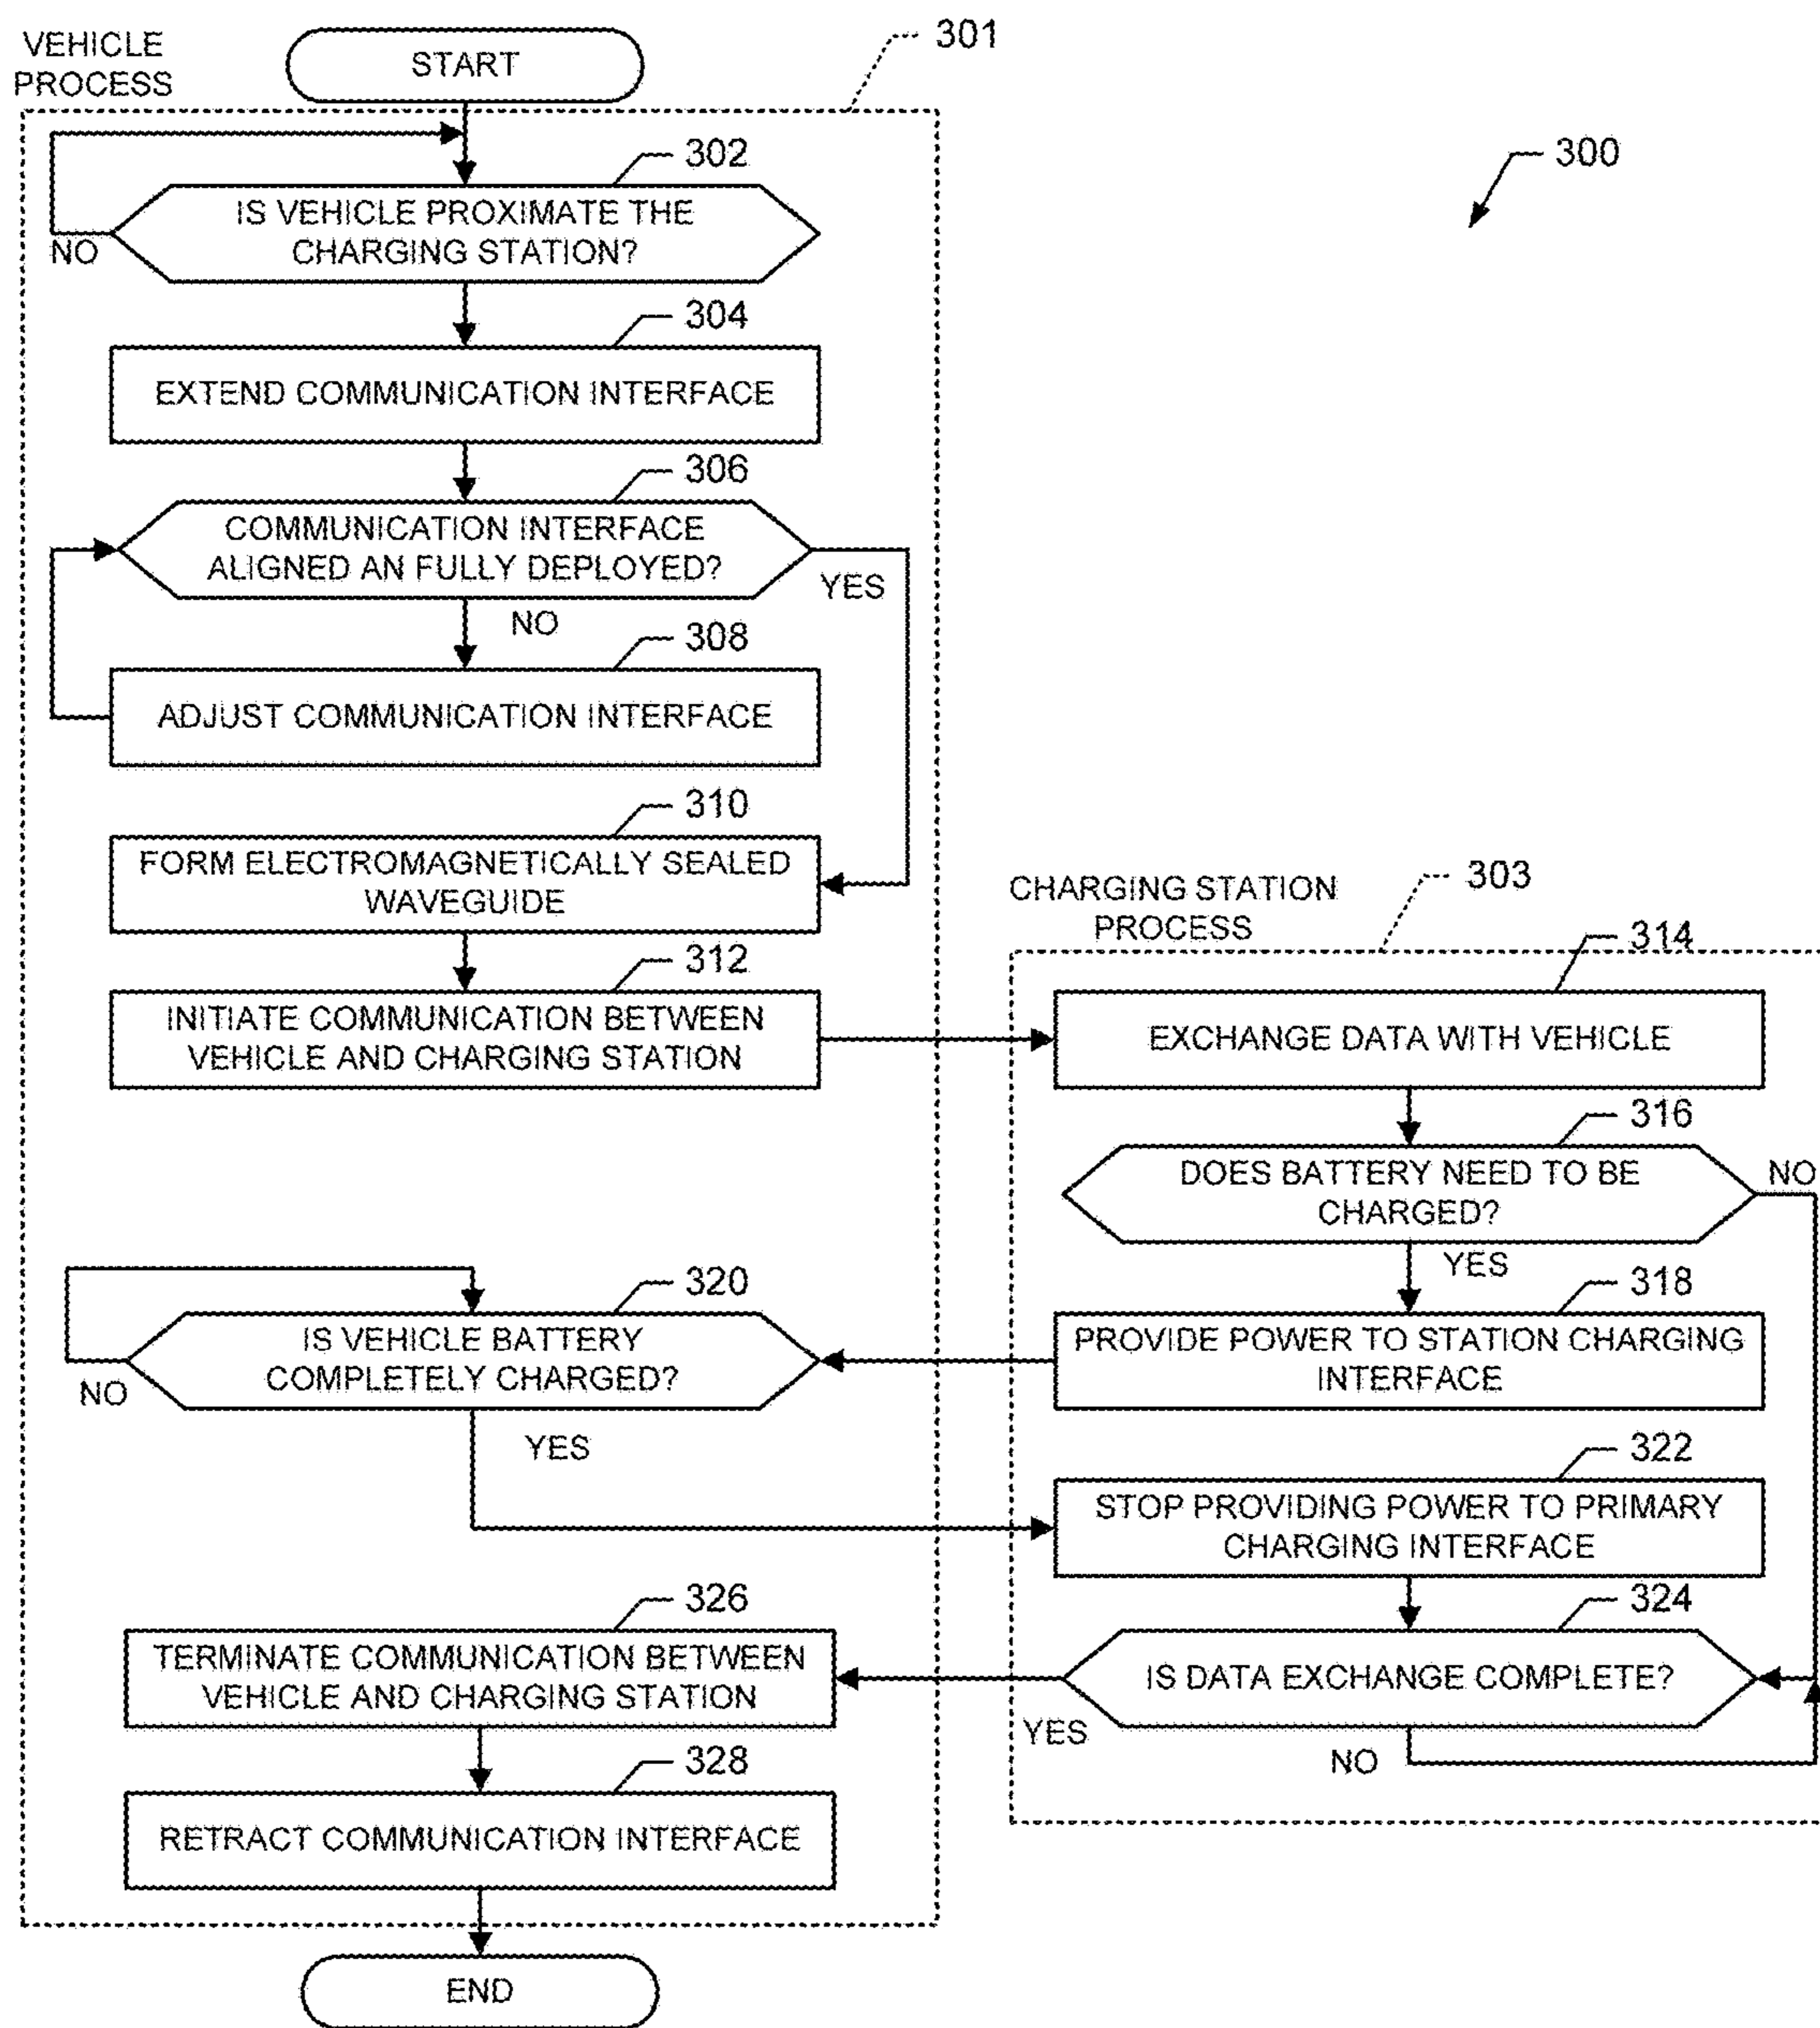 VEHICLE
PROCESS
START
301
300
302
IS VEHICLE PROXIMATE THE
CHARGING STATION?
NO
304
EXTEND COMMUNICATION INTERFACE
306
COMMUNICATION INTERFACE
ALIGNED AN FULLY DEPLOYED?
YES
NO
308
ADJUST COMMUNICATION INTERFACE
310
FORM ELECTROMAGNETICALLY SEALED
WAVEGUIDE
312
INITIATE COMMUNICATION BETWEEN
VEHICLE AND CHARGING STATION
CHARGING STATION
PROCESS
303
314
EXCHANGE DATA WITH VEHICLE
316
DOES BATTERY NEED TO BE
CHARGED?
NO
YES
318
PROVIDE POWER TO STATION CHARGING
INTERFACE
320
IS VEHICLE BATTERY
COMPLETELY CHARGED?
NO
YES
322
STOP PROVIDING POWER TO PRIMARY
CHARGING INTERFACE
324
IS DATA EXCHANGE COMPLETE?
YES
NO
326
TERMINATE COMMUNICATION BETWEEN
VEHICLE AND CHARGING STATION
328
RETRACT COMMUNICATION INTERFACE
END